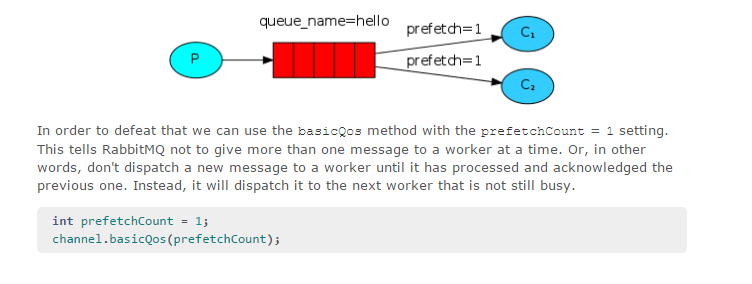 queue_name=hello
prefetch=1
C₁
P
prefetch=1
C₂
In order to defeat that we can use the basicQos method with the prefetchCount = 1 setting.
This tells RabbitMQ not to give more than one message to a worker at a time. Or, in other
words, don't dispatch a new message to a worker until it has processed and acknowledged the
previous one. Instead, it will dispatch it to the next worker that is not still busy.
int prefetchCount = 1;
channel.basicQos(prefetchCount);